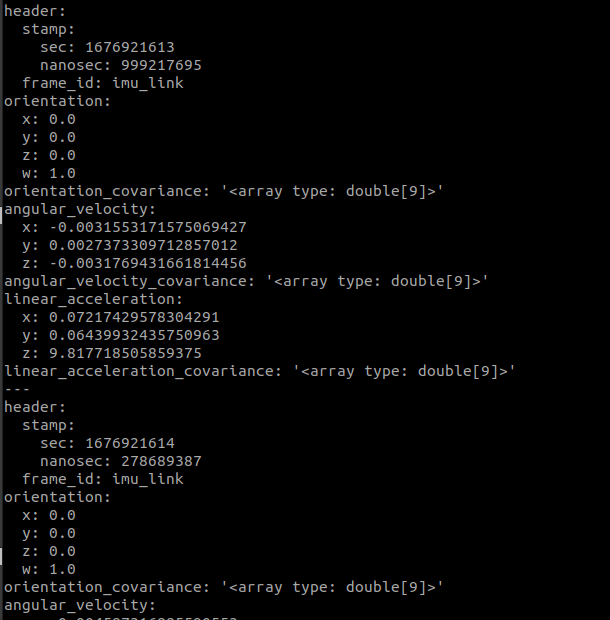 header:
  stamp:
    sec: 1676921613
    nanosec: 999217695
  frame_id: imu_link
orientation:
  x: 0.0
  y: 0.0
  z: 0.0
  w: 1.0
orientation_covariance: '<array type: double[9]>'
angular_velocity:
  x: -0.0031553171575069427
  y: 0.0027373309712857012
  z: -0.0031769431661814456
angular_velocity_covariance: '<array type: double[9]>'
linear_acceleration:
  x: 0.07217429578304291
  y: 0.06439932435750963
  z: 9.817718505859375
linear_acceleration_covariance: '<array type: double[9]>'
---
header:
  stamp:
    sec: 1676921614
    nanosec: 278689387
  frame_id: imu_link
orientation:
  x: 0.0
  y: 0.0
  z: 0.0
  w: 1.0
orientation_covariance: '<array type: double[9]>'
angular_velocity: